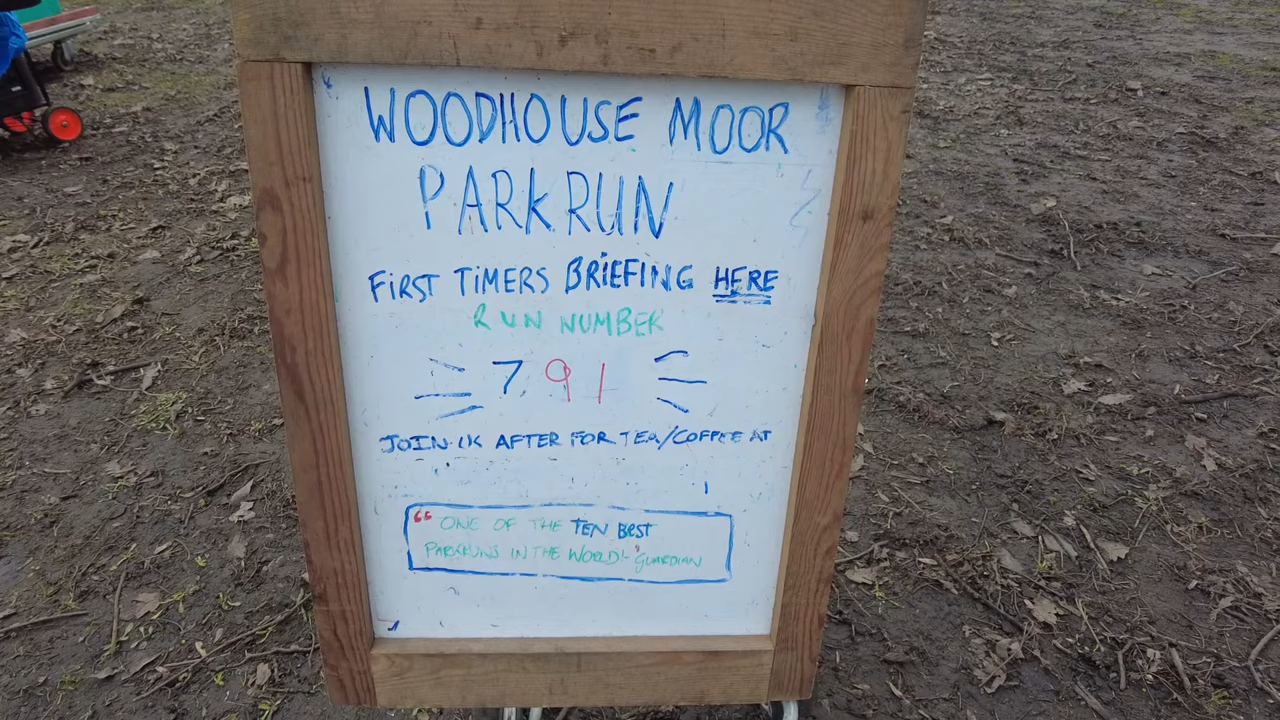 WOODHOUSE MOOR
PARKRUN
FIRST TIMERS BRIEFING HERE
RUN NUMBER
791
JOIN US AFTER FOR TEA/COFFEE AT
"ONE OF THE TEN BEST
PARKRUNS IN THE WORLD!"- GUARDIAN